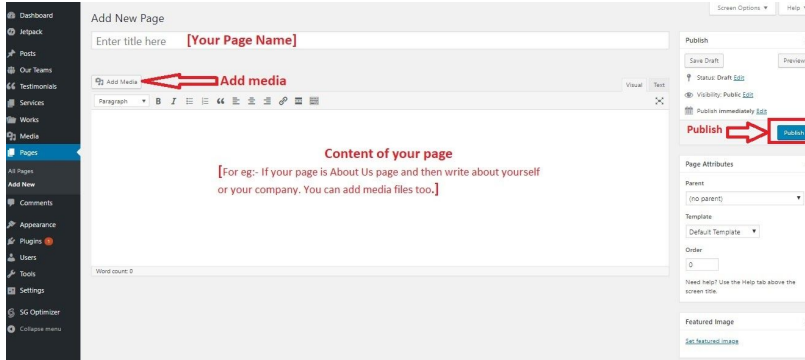 Screen Options ▼ Help ▼
Dashboard
Jetpack
Posts
Our Teams
Testimonials
Services
Works
Media
Pages
All Pages
Add New
Comments
Appearance
Plugins 1
Users
Tools
Settings
SG Optimizer
Collapse menu
Add New Page
Enter title here [Your Page Name]
Add Media Add media
Visual Text
Paragraph ▼ B I
Content of your page
[For eg:- If your page is About Us page and then write about yourself
or your company. You can add media files too.]
Word count: 0
Publish
Save Draft Preview
Status: Draft Edit
Visibility: Public Edit
Publish immediately Edit
Publish Publish
Page Attributes
Parent
(no parent) ▼
Template
Default Template ▼
Order
0
Need help? Use the Help tab above the
screen title.
Featured Image
Set featured image